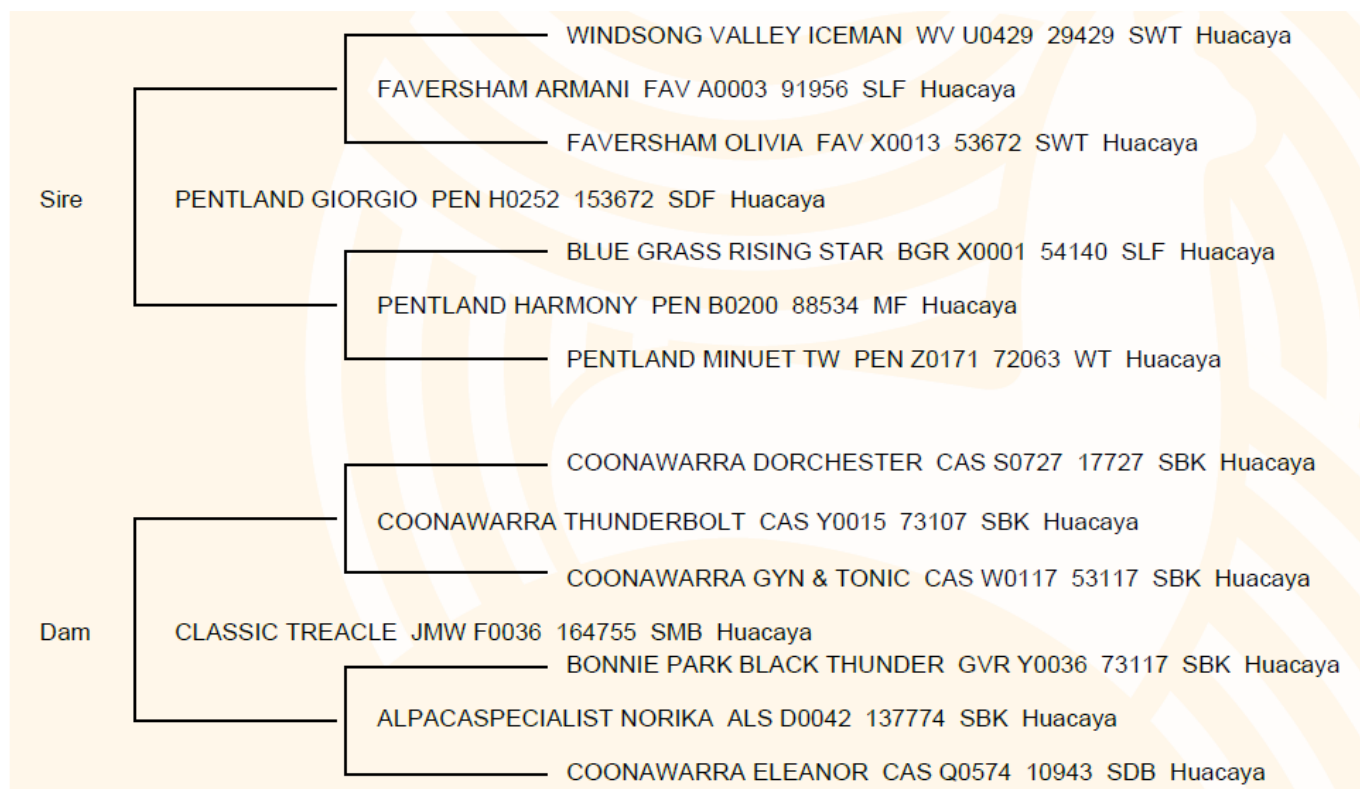 WINDSONG VALLEY ICEMAN WV U0429 29429 SWT Huacaya
FAVERSHAM ARMANI FAV A0003 91956 SLF Huacaya
FAVERSHAM OLIVIA FAV X0013 53672 SWT Huacaya
Sire PENTLAND GIORGIO PEN H0252 153672 SDF Huacaya
BLUE GRASS RISING STAR BGR X0001 54140 SLF Huacaya
PENTLAND HARMONY PEN B0200 88534 MF Huacaya
PENTLAND MINUET TW PEN Z0171 72063 WT Huacaya
COONAWARRA DORCHESTER CAS S0727 17727 SBK Huacaya
COONAWARRA THUNDERBOLT CAS Y0015 73107 SBK Huacaya
COONAWARRA GYN & TONIC CAS W0117 53117 SBK Huacaya
Dam CLASSIC TREACLE JMW F0036 164755 SMB Huacaya
BONNIE PARK BLACK THUNDER GVR Y0036 73117 SBK Huacaya
ALPACASPECIALIST NORIKA ALS D0042 137774 SBK Huacaya
COONAWARRA ELEANOR CAS Q0574 10943 SDB Huacaya